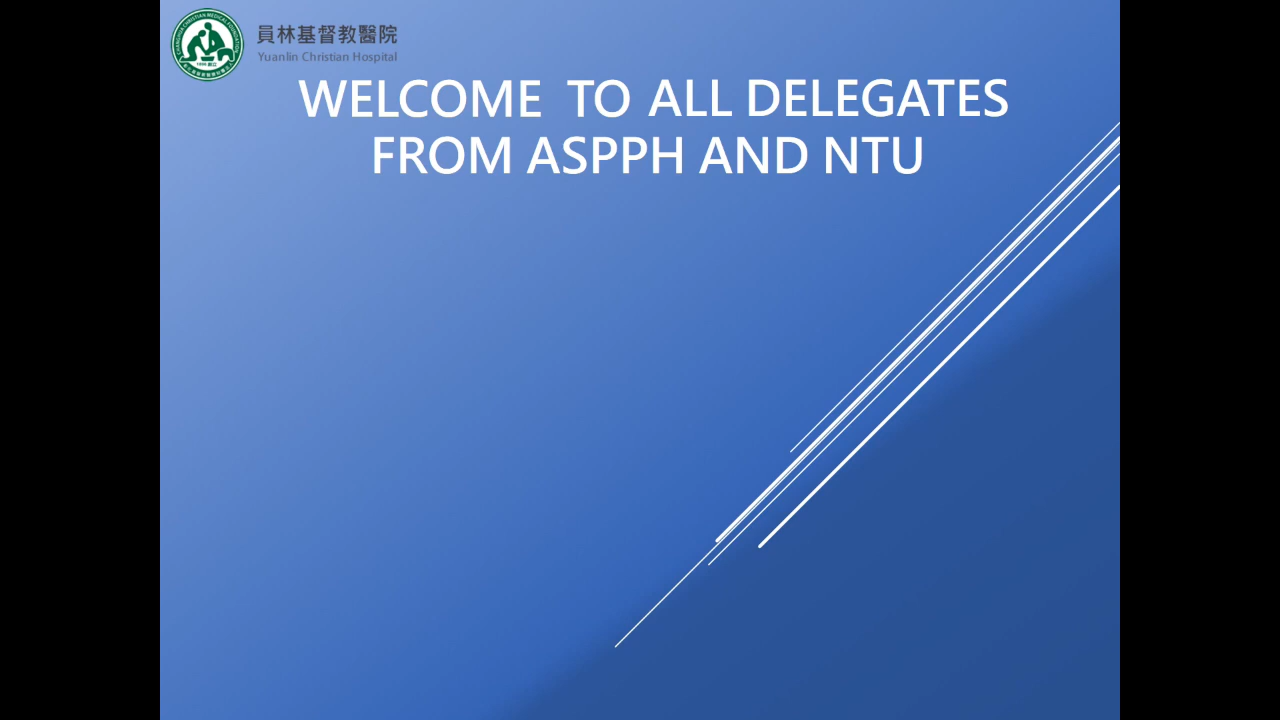 員林基督教醫院
Yuanlin Christian Hospital
WELCOME TO ALL DELEGATES
FROM ASPPH AND NTU